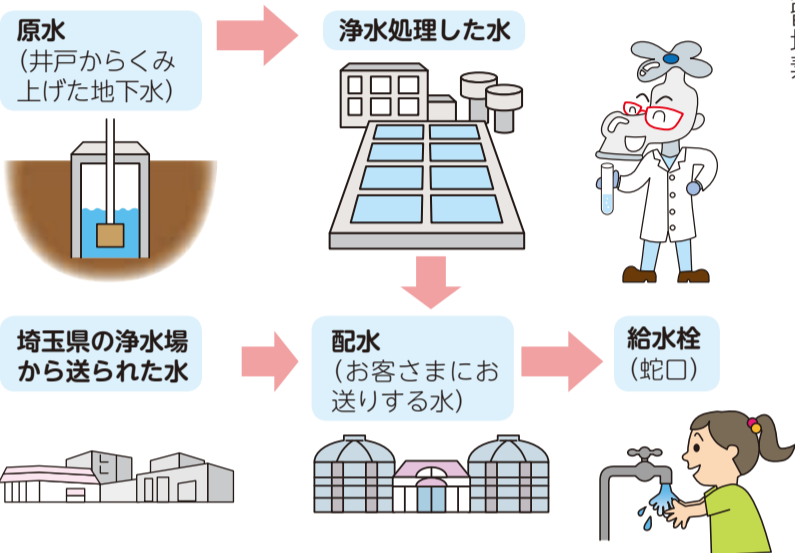 原水
（井戸からくみ
上げた地下水）
浄水処理した水
埼玉県の浄水場
から送られた水
配水
（お客さまにお
送りする水）
給水栓
（蛇口）